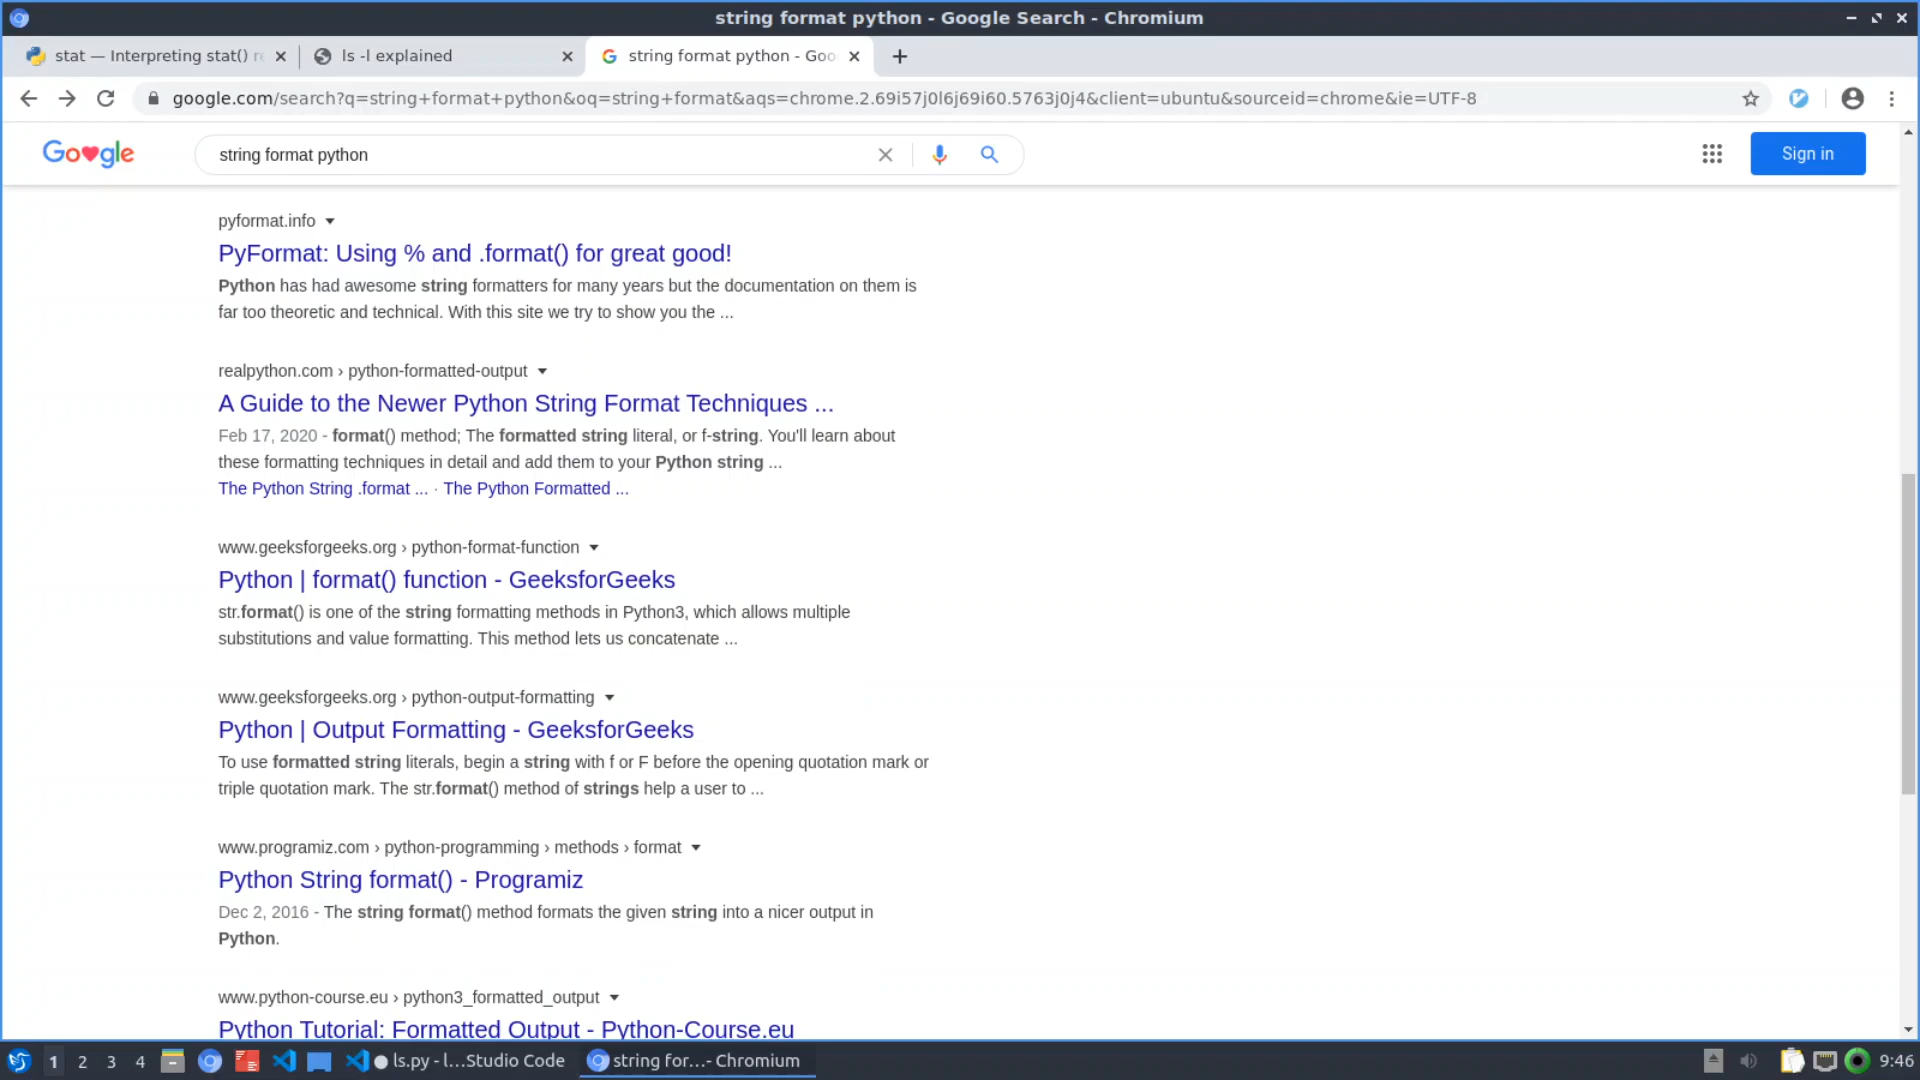 string format python - Google Search - Chromium
stat — Interpreting stat() re
ls -l explained
string format python - Goo
google.com/search?q=string+format+python&oq=string+format&aqs=chrome.2.69i57j0l6j69i60.5763j0j4&client=ubuntu&sourceid=chrome&ie=UTF-8
Google
string format python
Sign in
pyformat.info
PyFormat: Using % and .format() for great good!
Python has had awesome string formatters for many years but the documentation on them is
far too theoretic and technical. With this site we try to show you the ...
realpython.com › python-formatted-output
A Guide to the Newer Python String Format Techniques ...
Feb 17, 2020 - format() method; The formatted string literal, or f-string. You'll learn about
these formatting techniques in detail and add them to your Python string ...
The Python String .format ... · The Python Formatted ...
www.geeksforgeeks.org › python-format-function
Python | format() function - GeeksforGeeks
str.format() is one of the string formatting methods in Python3, which allows multiple
substitutions and value formatting. This method lets us concatenate ...
www.geeksforgeeks.org › python-output-formatting
Python | Output Formatting - GeeksforGeeks
To use formatted string literals, begin a string with f or F before the opening quotation mark or
triple quotation mark. The str.format() method of strings help a user to ...
www.programiz.com › python-programming › methods › format
Python String format() - Programiz
Dec 2, 2016 - The string format() method formats the given string into a nicer output in
Python.
www.python-course.eu › python3_formatted_output
Python Tutorial: Formatted Output - Python-Course.eu
1 2 3 4
● ls.py - l...Studio Code
string for...- Chromium
9:46